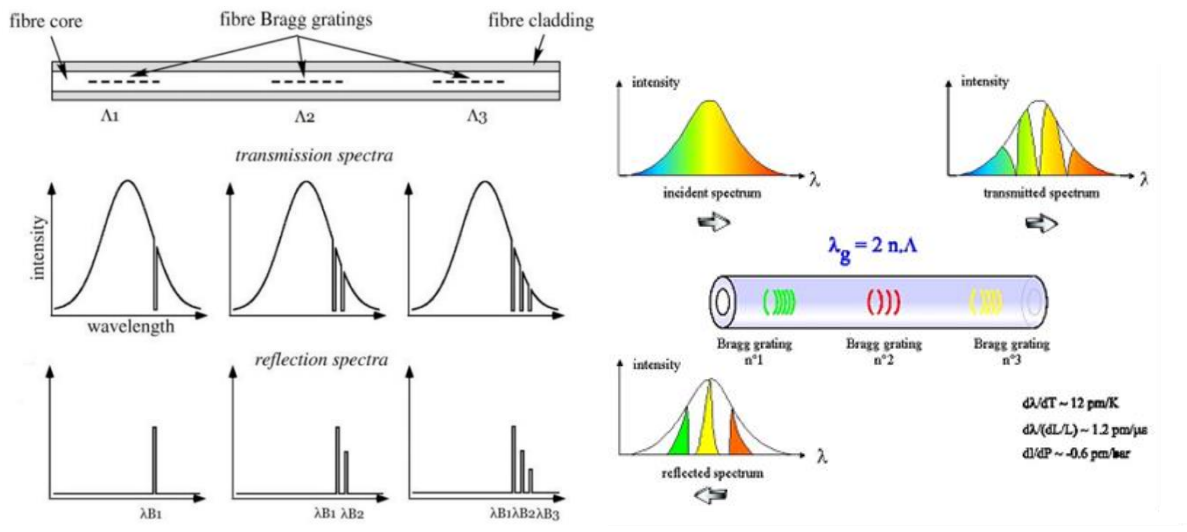 fibre core
fibre Bragg gratings
fibre cladding
Λ1
Λ2
Λ3
transmission spectra
intensity
wavelength
reflection spectra
λB1
λB1 λB2
λB1λB2λB3
intensity
λ
incident spectrum
intensity
λ
transmitted spectrum
λg = 2 n.Λ
Bragg grating
n°1
Bragg grating
n°2
Bragg grating
n°3
intensity
λ
reflected spectrum
dλ/dT ~ 12 pm/K
dλ/(dL/L) ~ 1.2 pm/με
dl/dP ~ -0.6 pm/bar